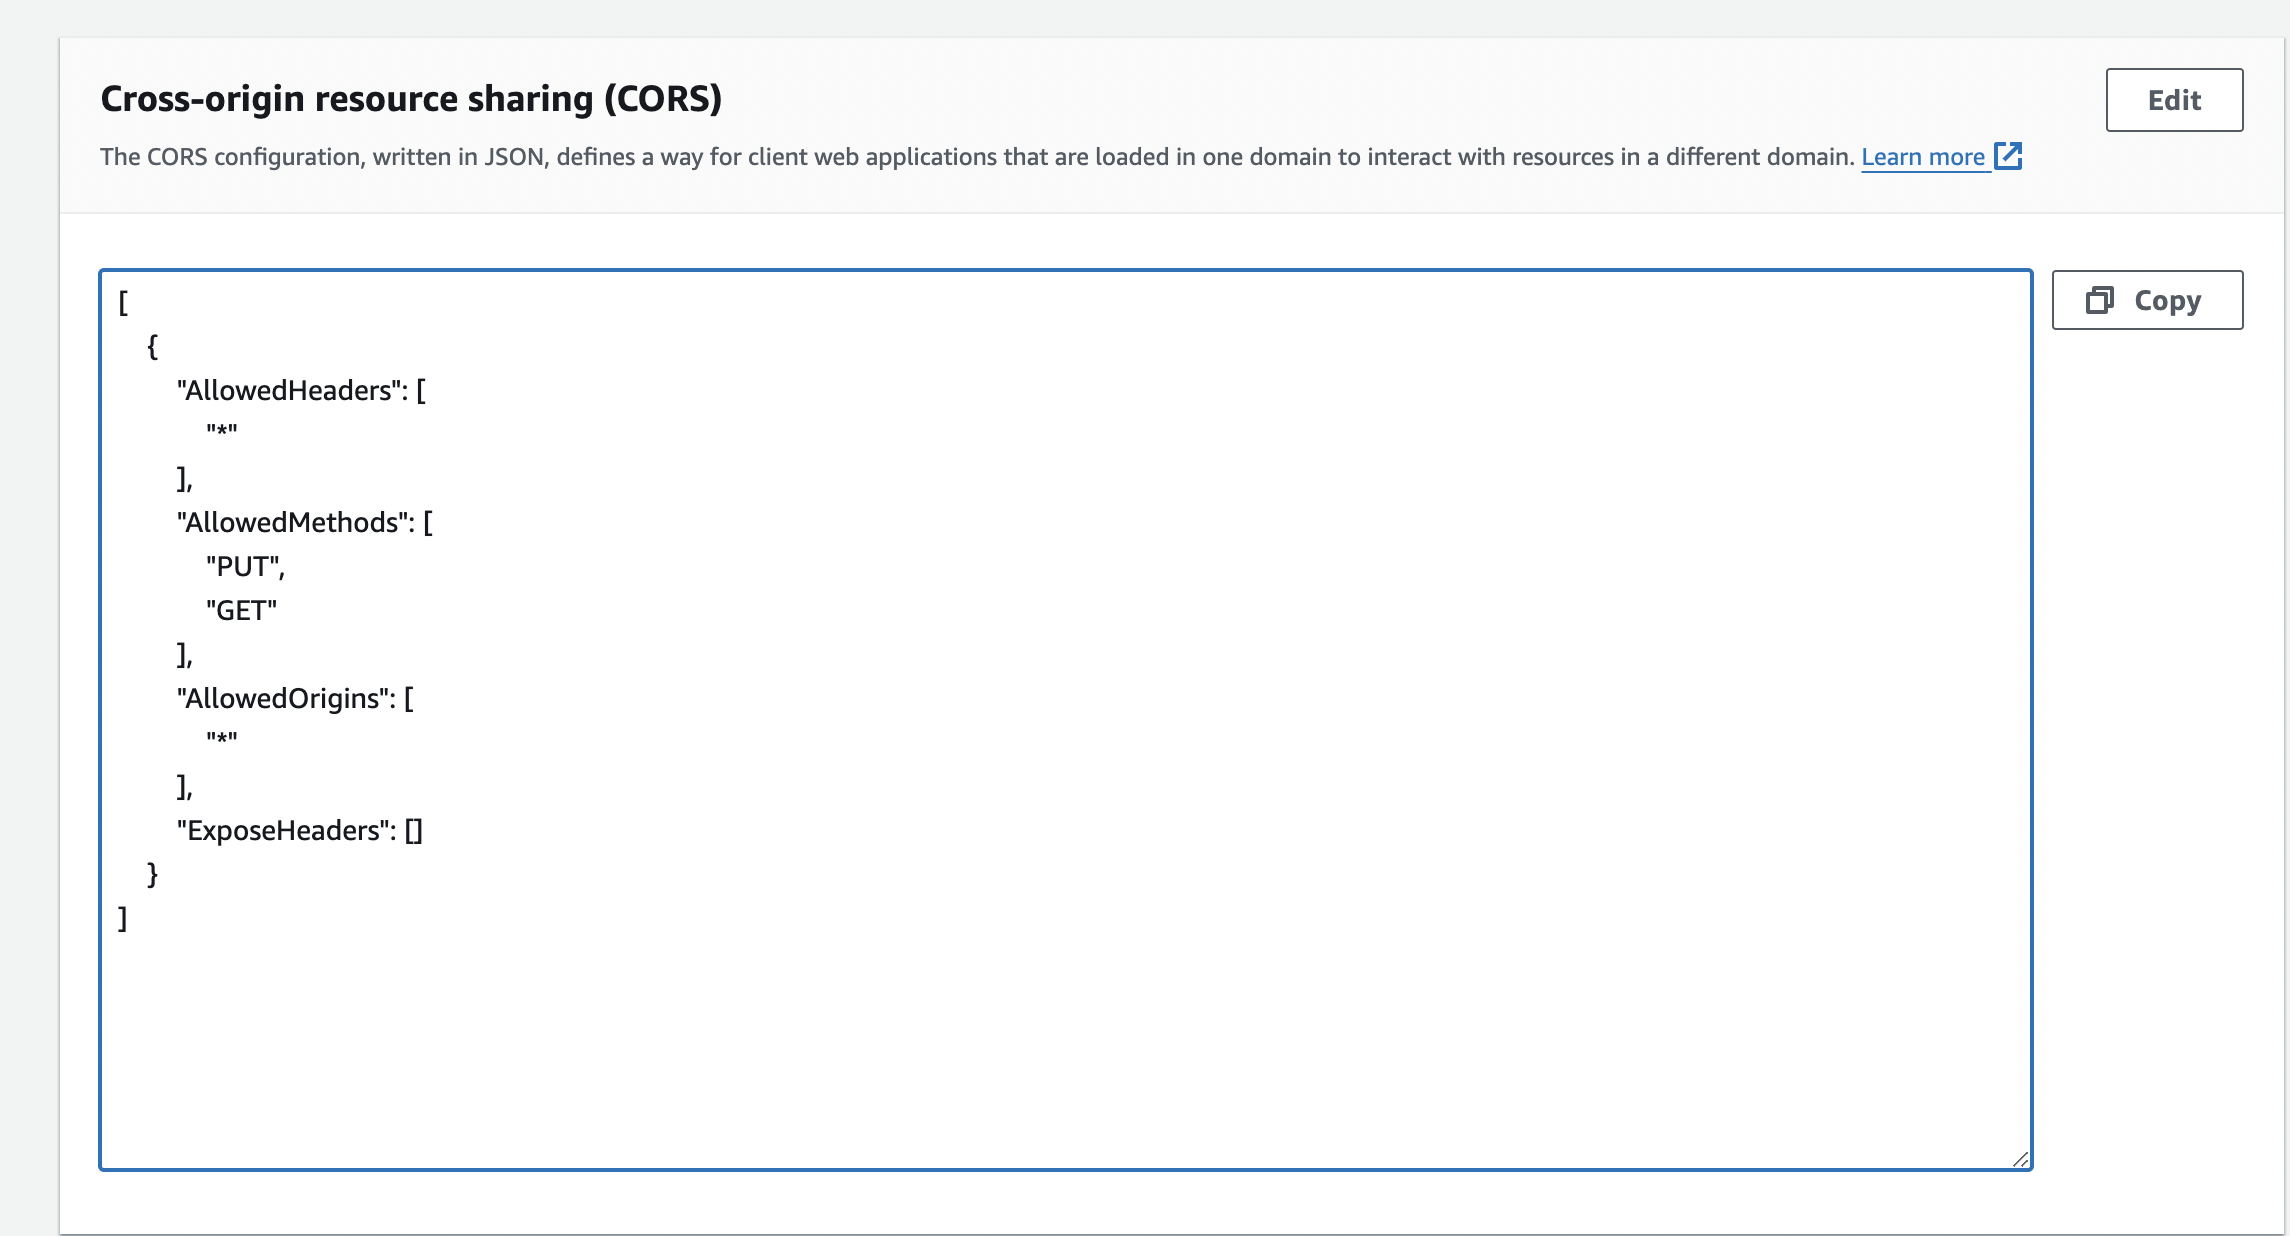 Cross-origin resource sharing (CORS)
Edit
The CORS configuration, written in JSON, defines a way for client web applications that are loaded in one domain to interact with resources in a different domain. Learn more
Copy
[
{
"AllowedHeaders": [
"*"
],
"AllowedMethods": [
"PUT",
"GET"
],
"AllowedOrigins": [
"*"
],
"ExposeHeaders": []
}
]